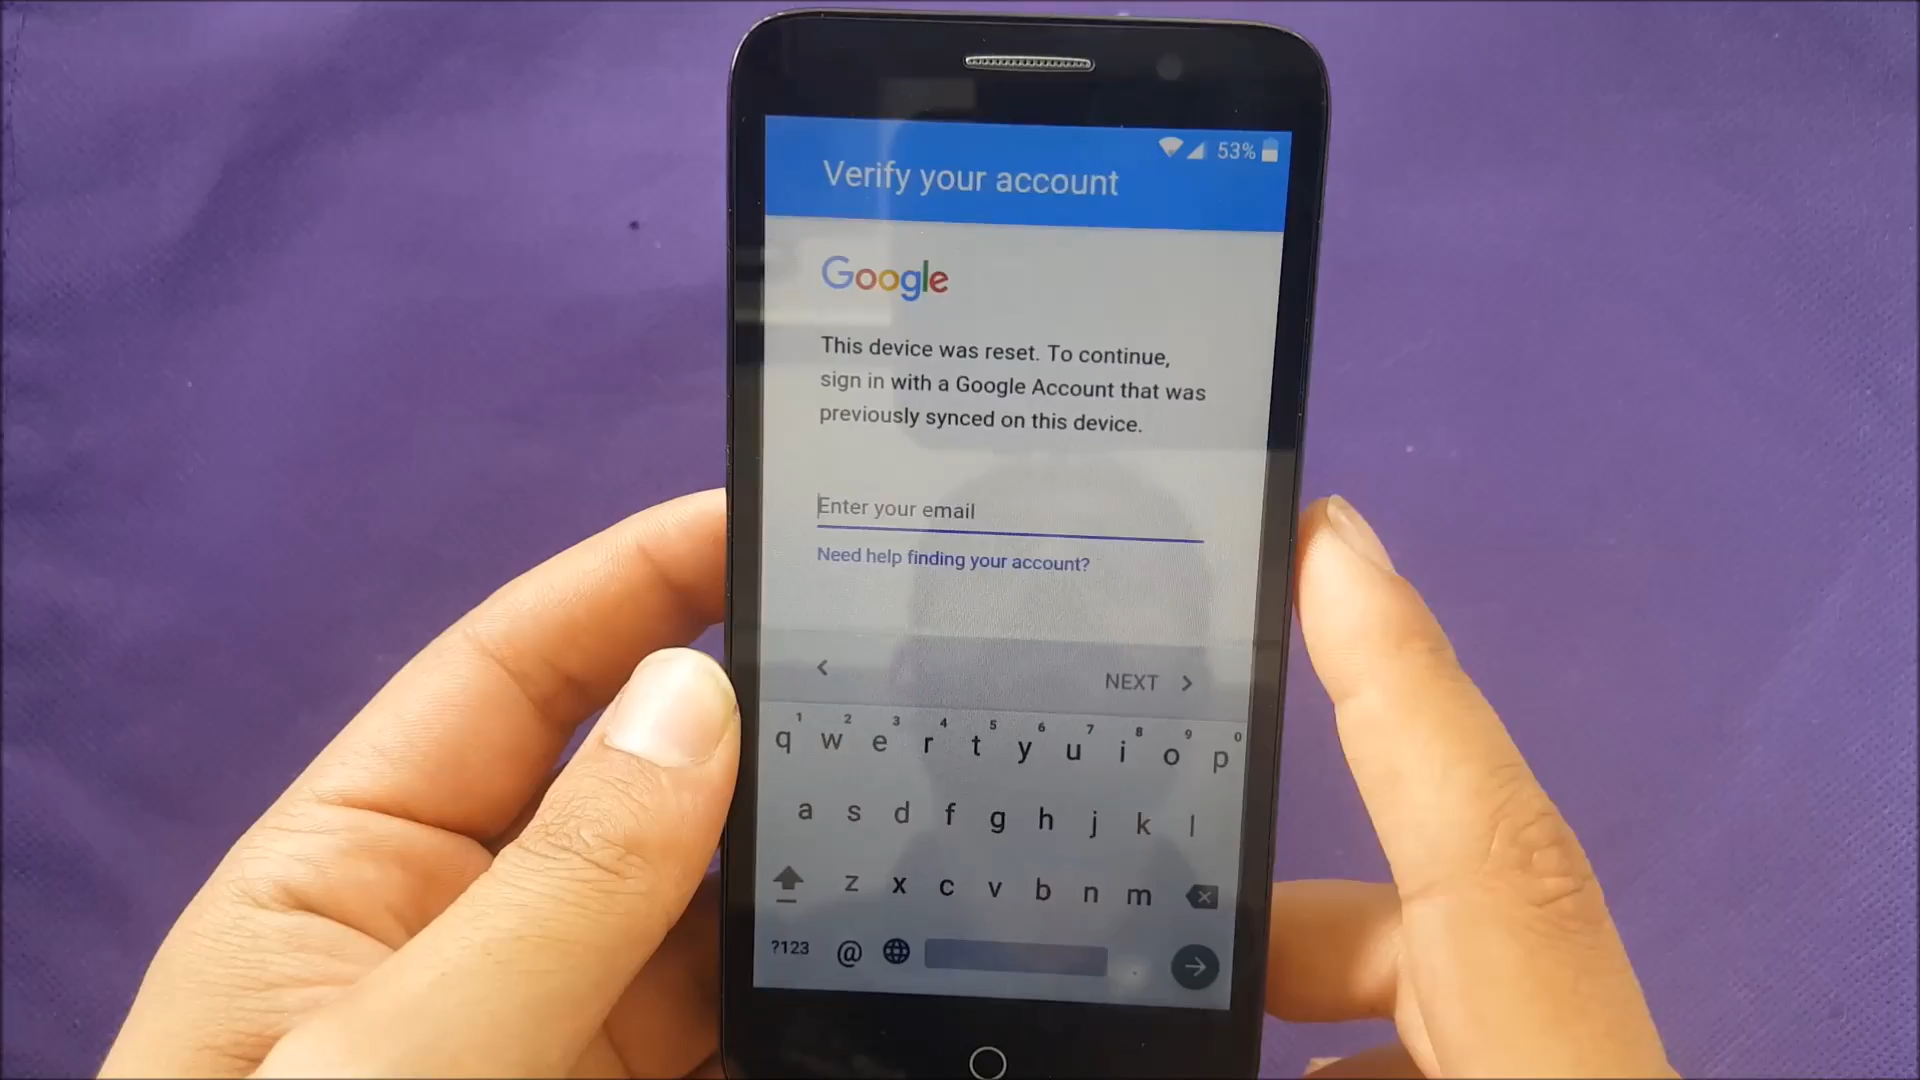 53%
Verify your account
Google
This device was reset. To continue,
sign in with a Google Account that was
previously synced on this device.
Enter your email
Need help finding your account?
< NEXT >
1 2 3 4 5 6 7 8 9 0
q w e r t y u i o p
a s d f g h j k l
z x c v b n m
?123 @ .